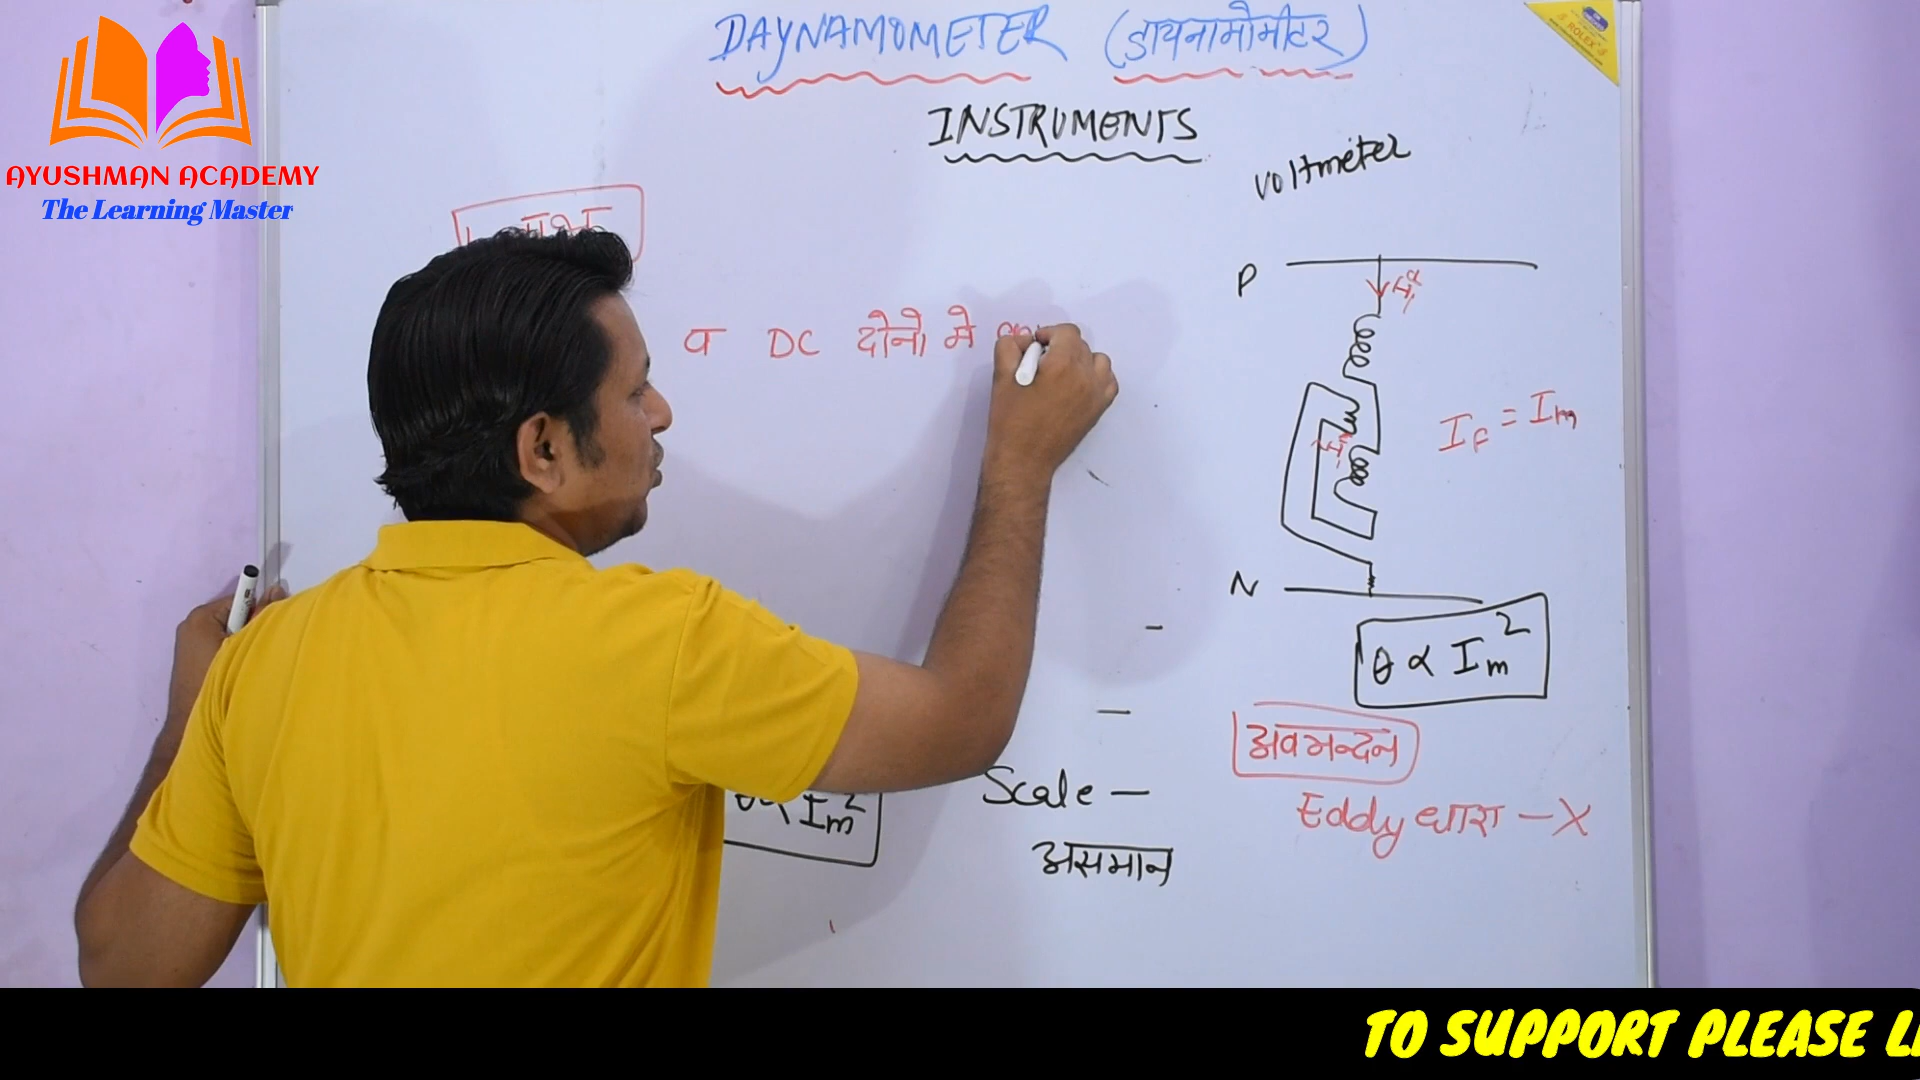 DAYNAMOMETER (डायनामोमीटर)
INSTRUMENTS
AYUSHMAN ACADEMY
The Learning Master
voltmeter
व DC दोनो मे
P
I_f = I_m
N
θ ∝ I_m²
अवमन्दन
Scale —
θ ∝ I_m²
Eddy धारा - X
असमान
TO SUPPORT PLEASE